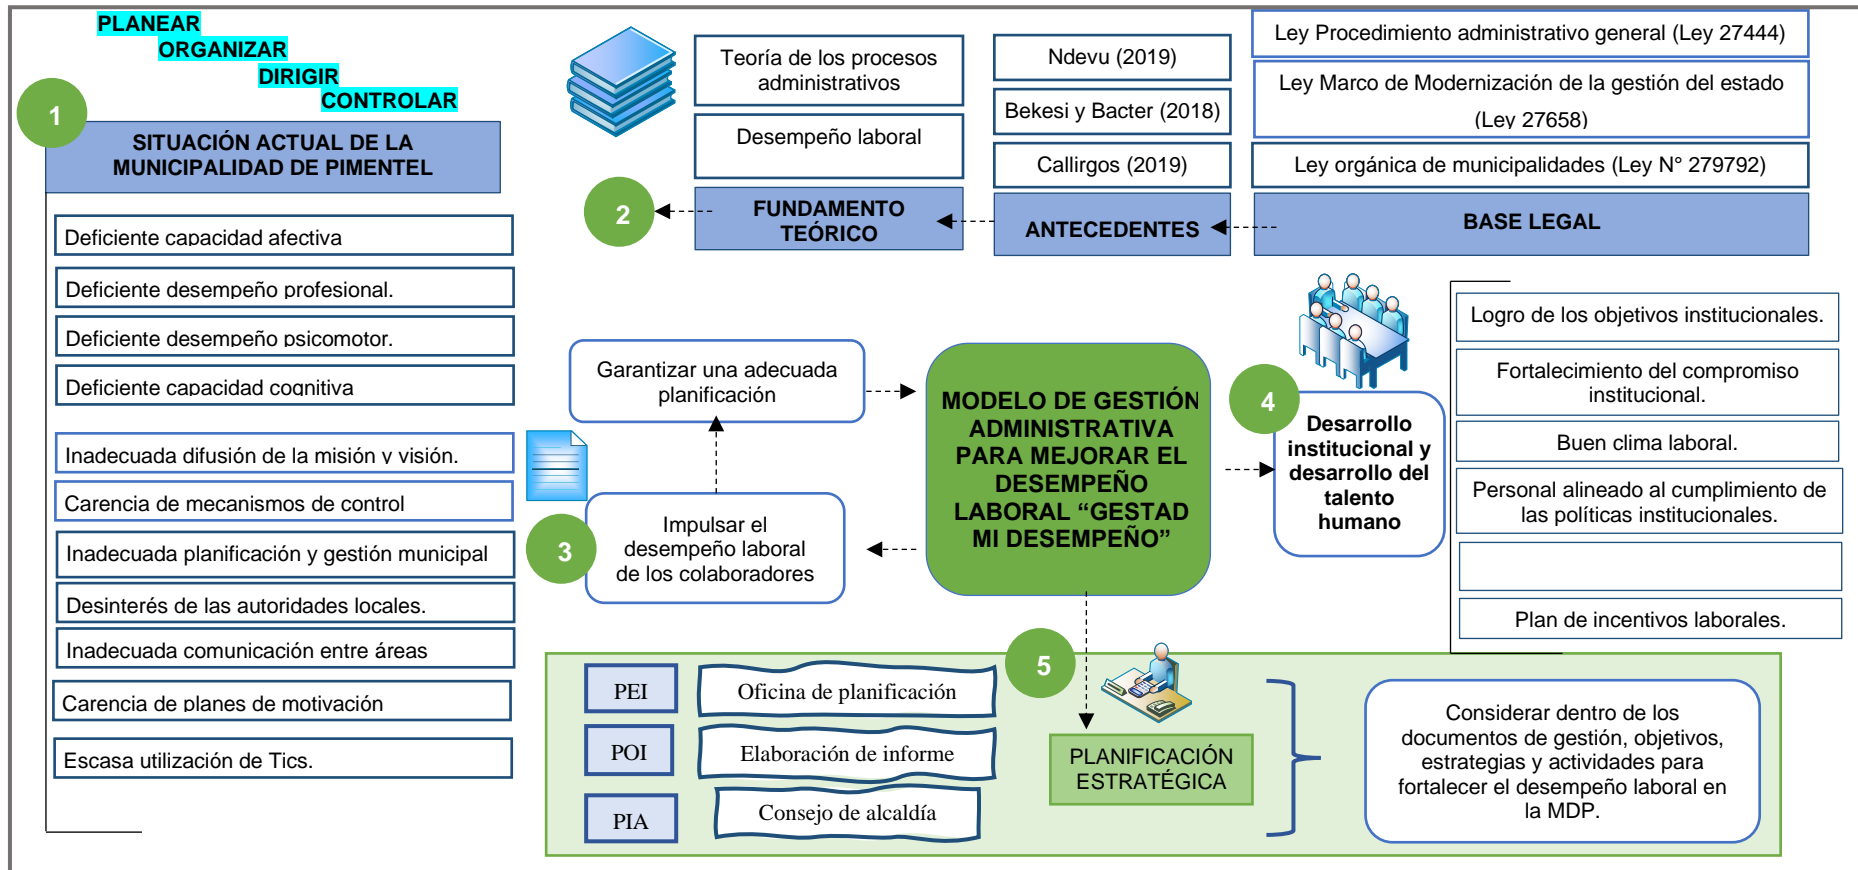 PLANEAR
ORGANIZAR
DIRIGIR
CONTROLAR
1
SITUACIÓN ACTUAL DE LA
MUNICIPALIDAD DE PIMENTEL
Deficiente capacidad afectiva
Deficiente desempeño profesional.
Deficiente desempeño psicomotor.
Deficiente capacidad cognitiva
Inadecuada difusión de la misión y visión.
Carencia de mecanismos de control
Inadecuada planificación y gestión municipal
Desinterés de las autoridades locales.
Inadecuada comunicación entre áreas
Carencia de planes de motivación
Escasa utilización de Tics.
Teoría de los procesos
administrativos
Desempeño laboral
2
FUNDAMENTO
TEÓRICO
Ndevu (2019)
Bekesi y Bacter (2018)
Callirgos (2019)
ANTECEDENTES
Ley Procedimiento administrativo general (Ley 27444)
Ley Marco de Modernización de la gestión del estado
(Ley 27658)
Ley orgánica de municipalidades (Ley N° 279792)
BASE LEGAL
Garantizar una adecuada
planificación
3
Impulsar el
desempeño laboral
de los colaboradores
MODELO DE GESTIÓN
ADMINISTRATIVA
PARA MEJORAR EL
DESEMPEÑO
LABORAL “GESTAD
MI DESEMPEÑO”
4
Desarrollo
institucional y
desarrollo del
talento
humano
Logro de los objetivos institucionales.
Fortalecimiento del compromiso
institucional.
Buen clima laboral.
Personal alineado al cumplimiento de
las políticas institucionales.
Plan de incentivos laborales.
5
PEI
Oficina de planificación
POI
Elaboración de informe
PIA
Consejo de alcaldía
PLANIFICACIÓN
ESTRATÉGICA
Considerar dentro de los
documentos de gestión, objetivos,
estrategias y actividades para
fortalecer el desempeño laboral en
la MDP.